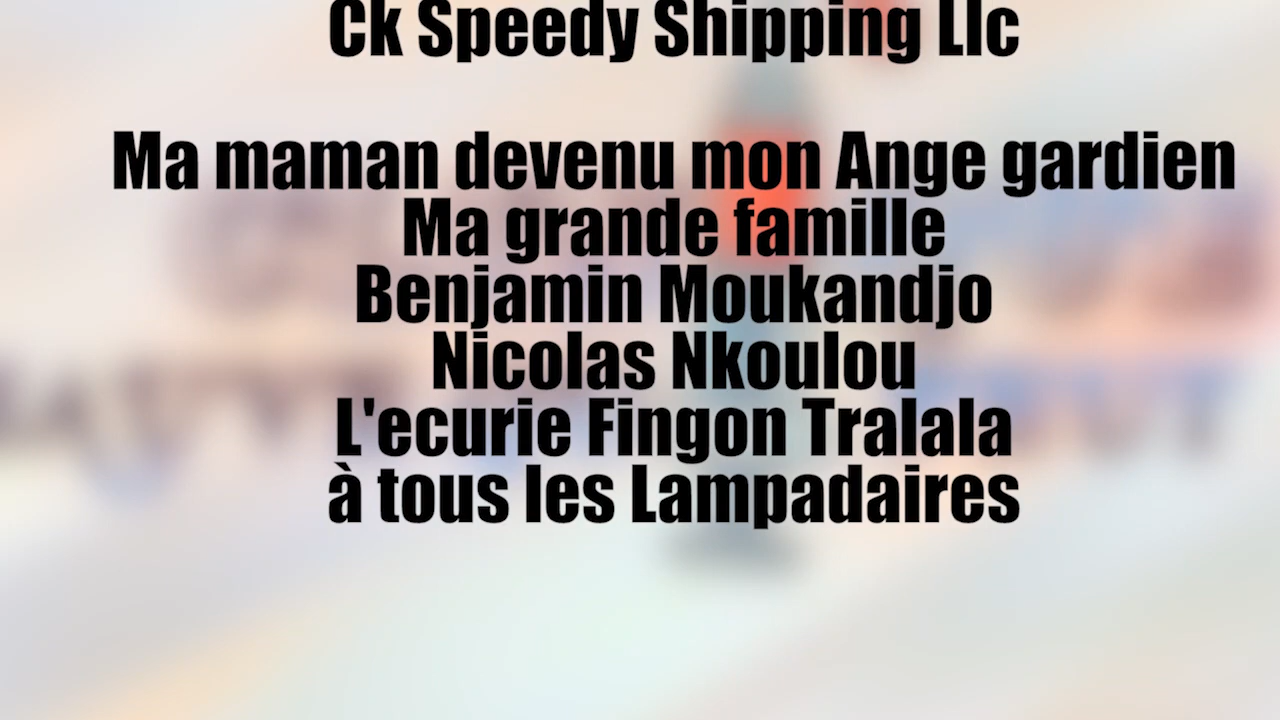 Ck Speedy Shipping Llc
Ma maman devenu mon Ange gardien
Ma grande famille
Benjamin Moukandjo
Nicolas Nkoulou
L'ecurie Fingon Tralala
à tous les Lampadaires